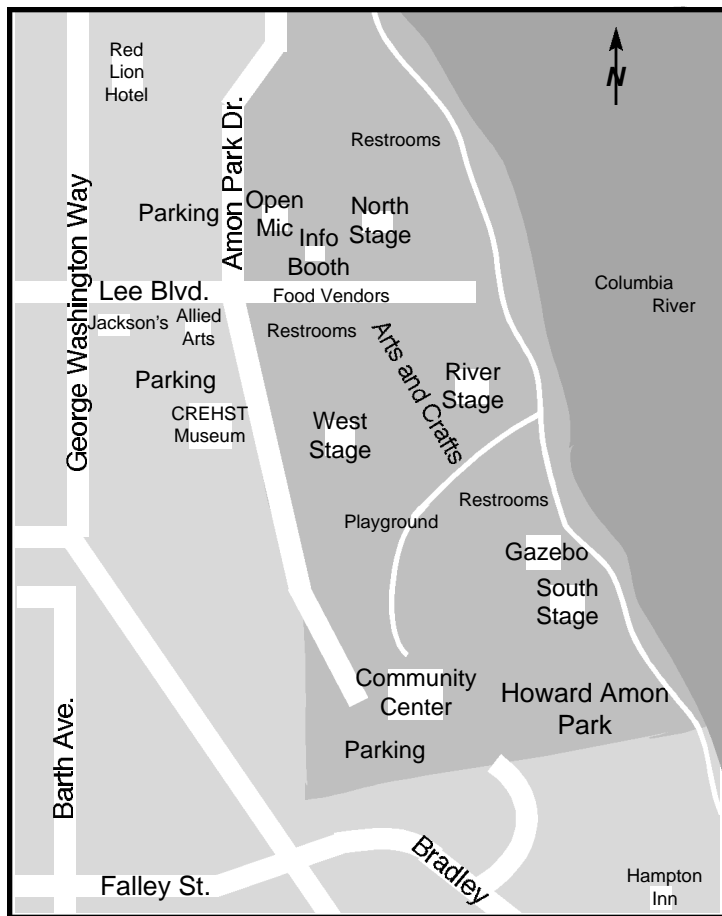 Red
Lion
Hotel
N
Amon Park Dr.
Restrooms
George Washington Way
Parking
Open
Mic
North
Stage
Info
Booth
Columbia
River
Lee Blvd.
Food Vendors
Jackson's
Allied
Arts
Restrooms
Arts and Crafts
Parking
River
Stage
CREHST
Museum
West
Stage
Restrooms
Playground
Gazebo
South
Stage
Community
Center
Howard Amon
Park
Parking
Barth Ave.
Bradley
Falley St.
Hampton
Inn